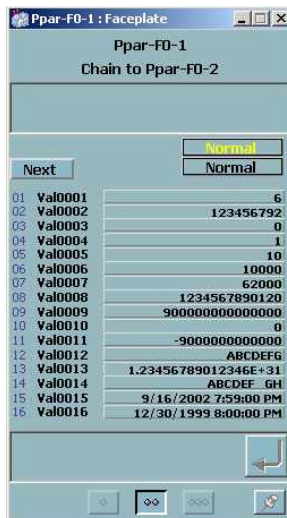 Ppar-F0-1 : Faceplate
Ppar-F0-1
Chain to Ppar-F0-2
Normal
Next Normal
01 Val0001 6
02 Val0002 123456792
03 Val0003 0
04 Val0004 1
05 Val0005 10
06 Val0006 10000
07 Val0007 62000
08 Val0008 1234567890120
09 Val0009 900000000000000
10 Val0010 0
11 Val0011 -9000000000000
12 Val0012 ABCDEFG
13 Val0013 1.23456789012346E+31
14 Val0014 ABCDEF GH
15 Val0015 9/16/2002 7:59:00 PM
16 Val0016 12/30/1999 8:00:00 PM